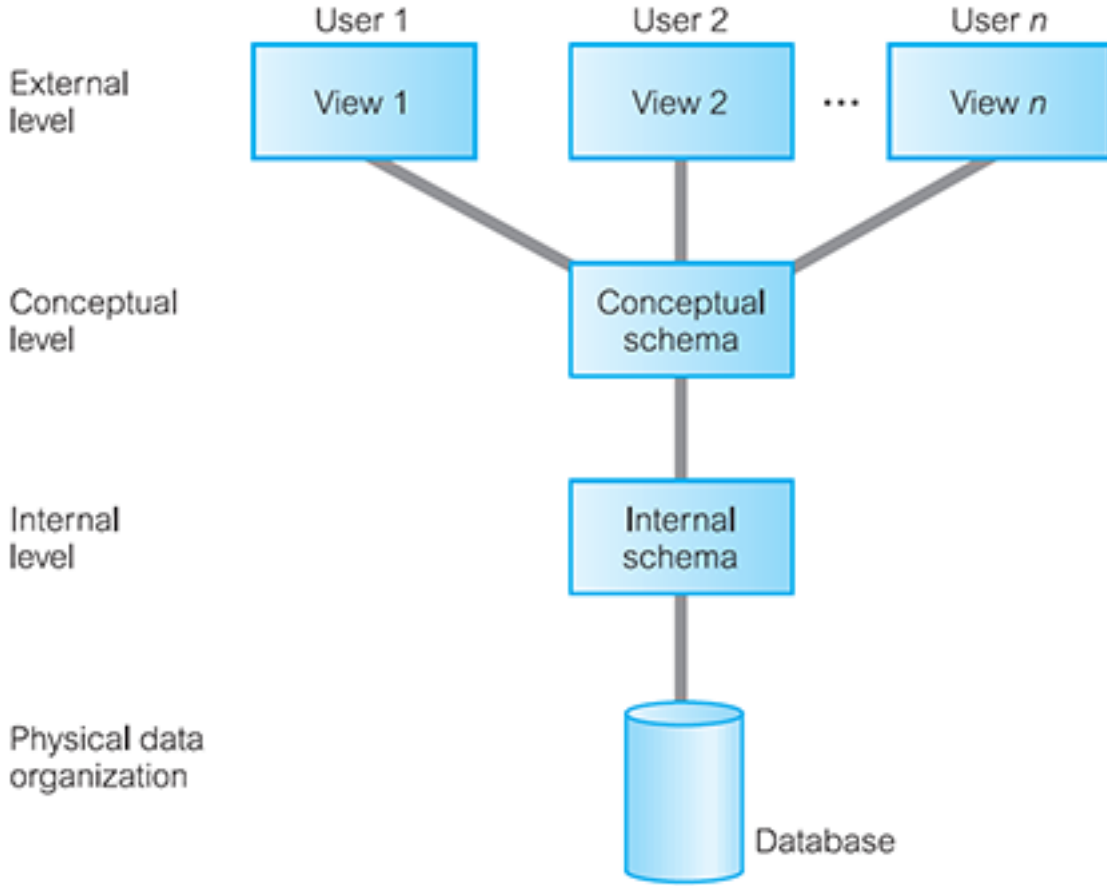 User 1
User 2
User n
External
level
View 1
View 2
...
View n
Conceptual
level
Conceptual
schema
Internal
level
Internal
schema
Physical data
organization
Database